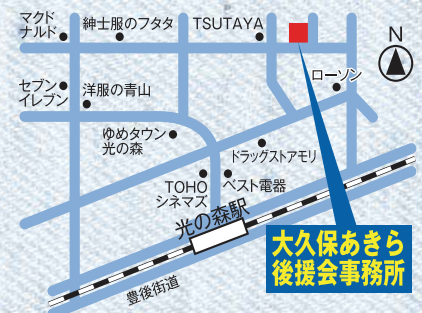 マクド
ナルド
紳士服のフタタ
TSUTAYA
N
セブン
イレブン
洋服の青山
ローソン
ゆめタウン
光の森
ドラッグストアモリ
TOHO
シネマズ
ベスト電器
光の森駅
大久保あきら
後援会事務所
豊後街道